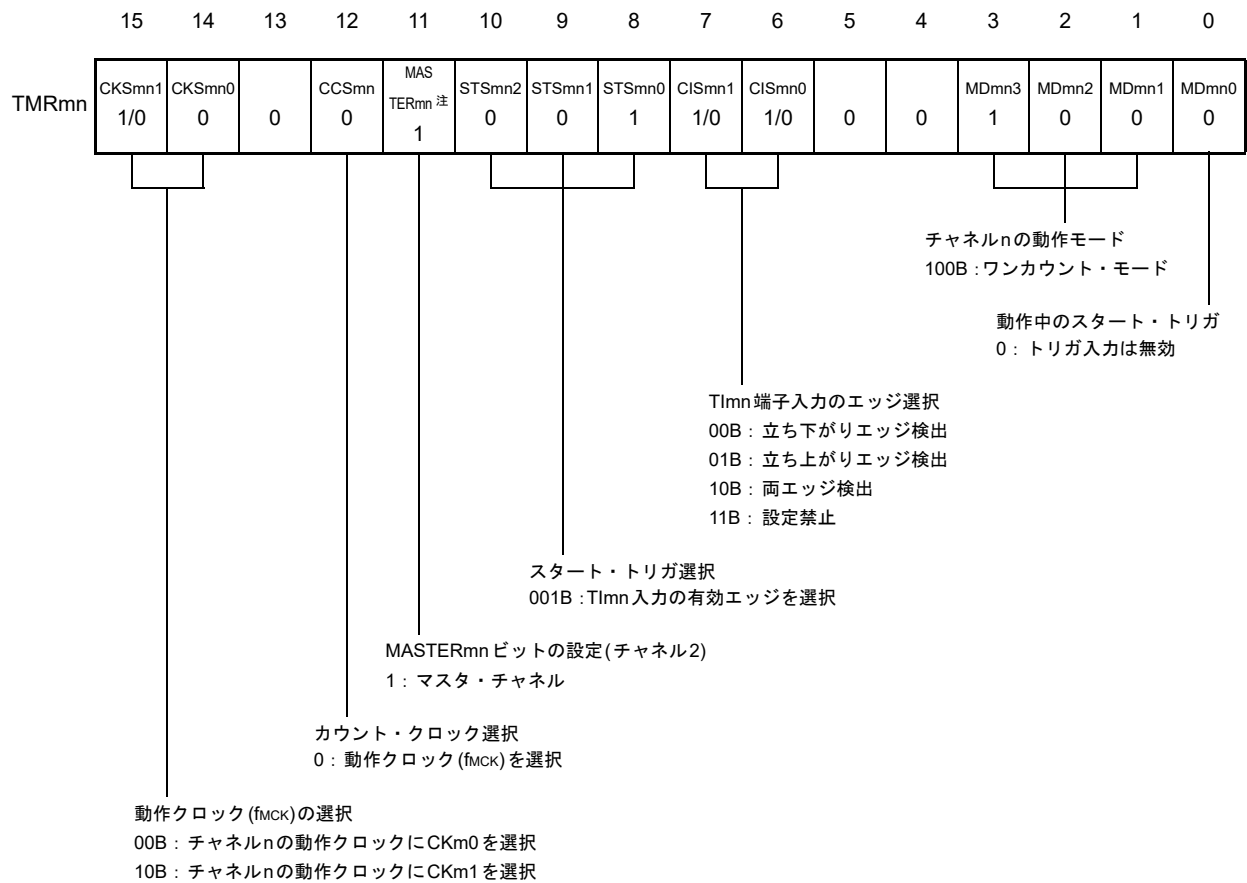 15 14 13 12 11 10 9 8 7 6 5 4 3 2 1 0
TMRmn
CKSmn1 CKSmn0 CCSmn MAS TERmn 注 STSmn2 STSmn1 STSmn0 CISmn1 CISmn0 MDmn3 MDmn2 MDmn1 MDmn0
1/0 0 0 0 1 0 0 1 1/0 1/0 0 0 1 0 0 0
チャネルnの動作モード
100B : ワンカウント・モード
動作中のスタート・トリガ
0 : トリガ入力は無効
TImn端子入力のエッジ選択
00B : 立ち下がりエッジ検出
01B : 立ち上がりエッジ検出
10B : 両エッジ検出
11B : 設定禁止
スタート・トリガ選択
001B : TImn入力の有効エッジを選択
MASTERmnビットの設定(チャネル2)
1 : マスタ・チャネル
カウント・クロック選択
0 : 動作クロック(fMCK)を選択
動作クロック(fMCK)の選択
00B : チャネルnの動作クロックにCKm0を選択
10B : チャネルnの動作クロックにCKm1を選択